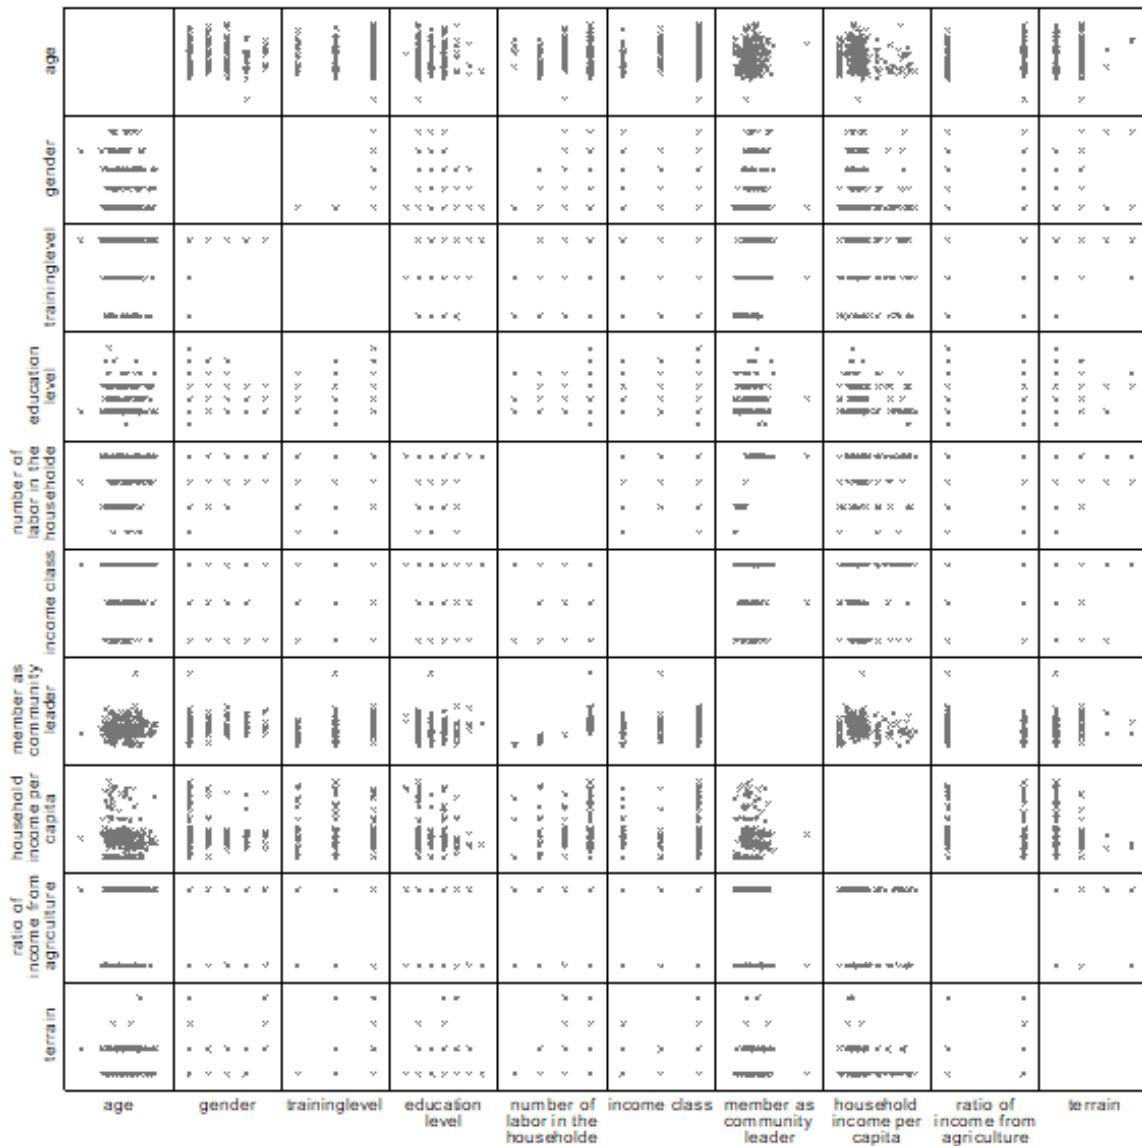 age
gender
traininglevel
education
level
number of
labor in the
householde
income class
member as
community
leader
household
income per
capita
ratio of
income from
agriculture
terrain
age
gender
traininglevel
education
level
number of
labor in the
householde
income class
member as
community
leader
household
income per
capita
ratio of
income from
agriculture
terrain